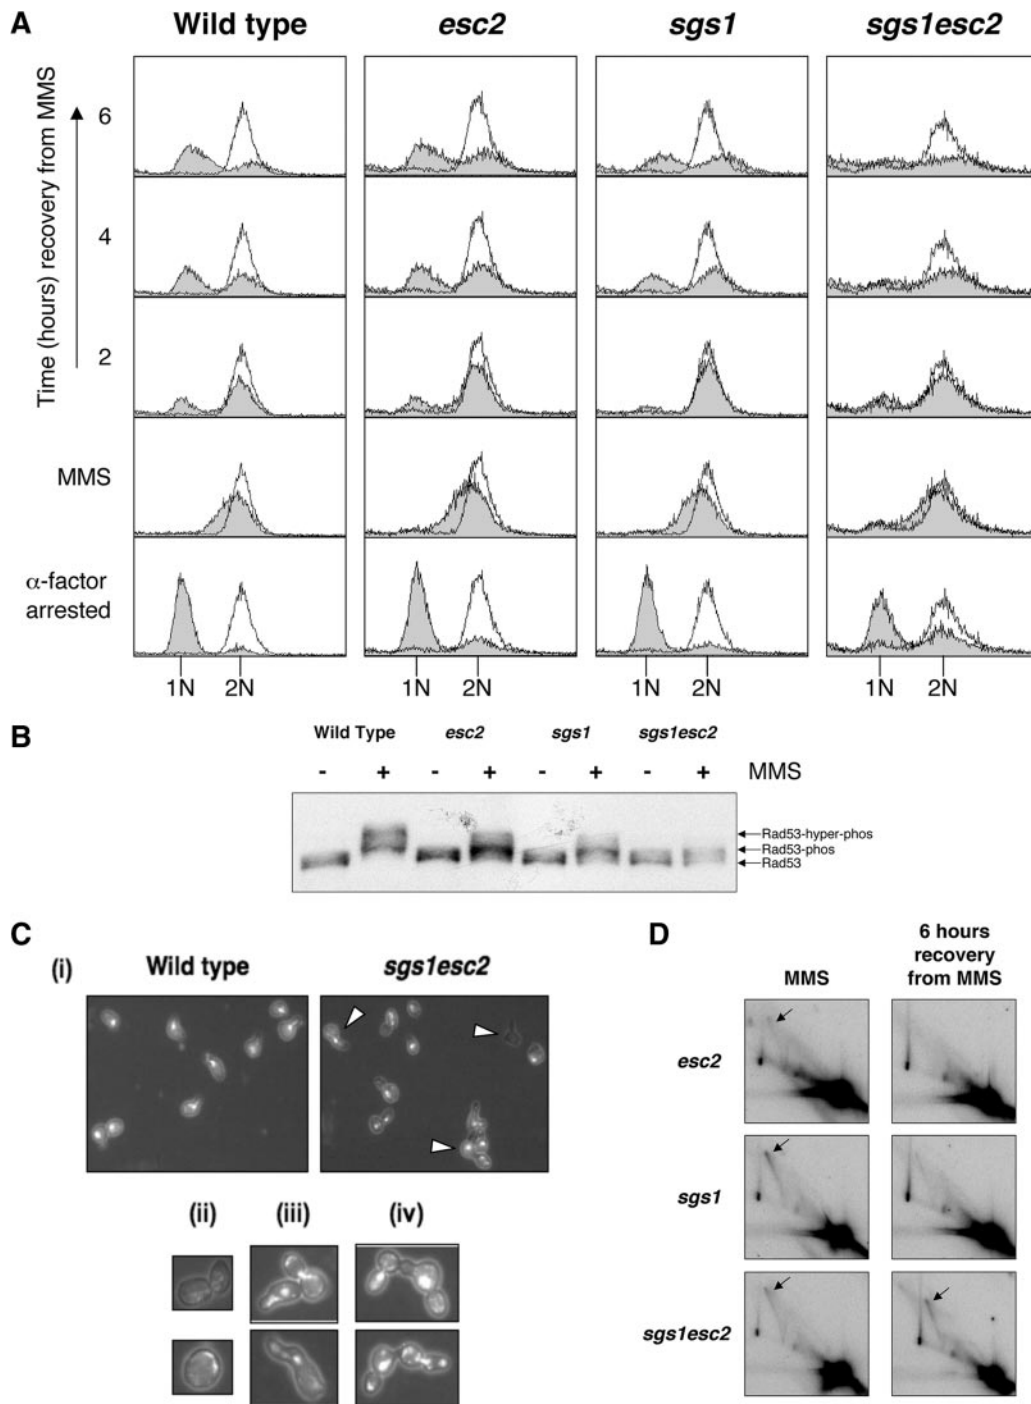 A
Wild type
esc2
sgs1
sgs1esc2
Time (hours) recovery from MMS
6
4
2
MMS
α-factor
arrested
1N 2N 1N 2N 1N 2N 1N 2N
B
Wild Type esc2 sgs1 sgs1esc2
- + - + - + - + MMS
Rad53-hyper-phos
Rad53-phos
Rad53
C
(i)
Wild type
sgs1esc2
(ii)
(iii)
(iv)
D
MMS
6 hours
recovery
from MMS
esc2
sgs1
sgs1esc2